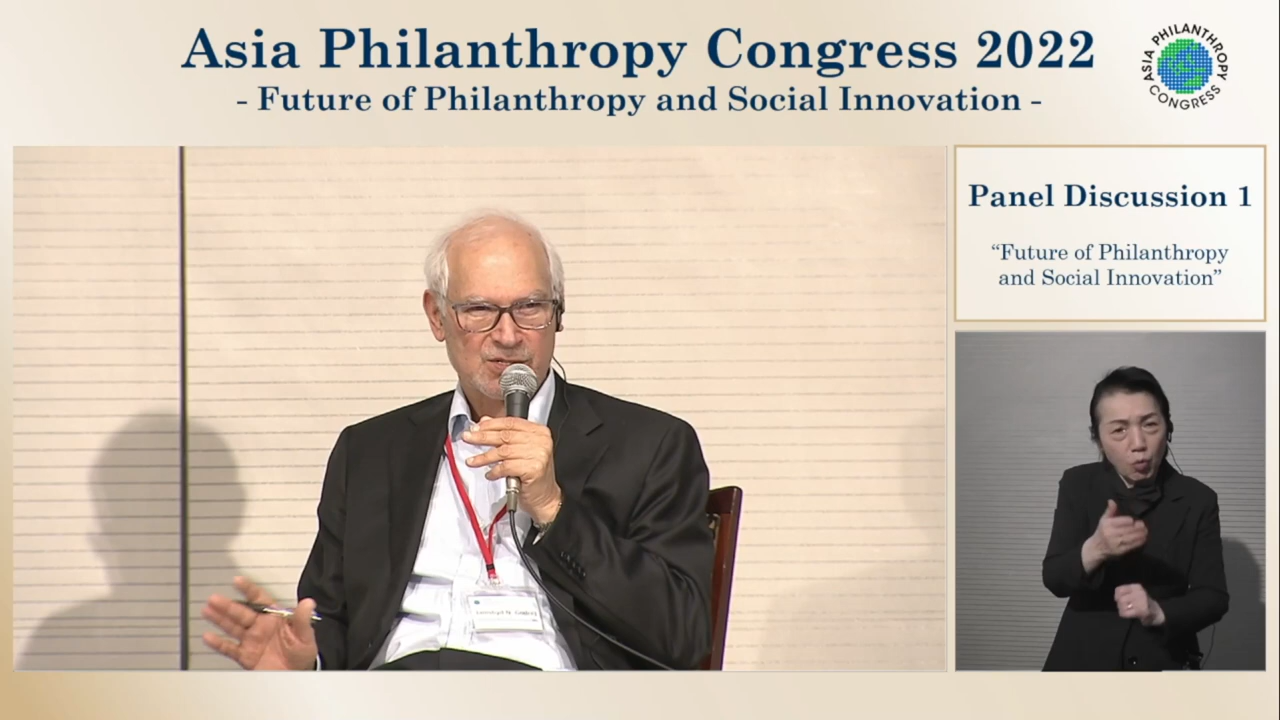 Asia Philanthropy Congress 2022
- Future of Philanthropy and Social Innovation -
ASIA PHILANTHROPY
CONGRESS
Panel Discussion 1
“Future of Philanthropy
and Social Innovation”